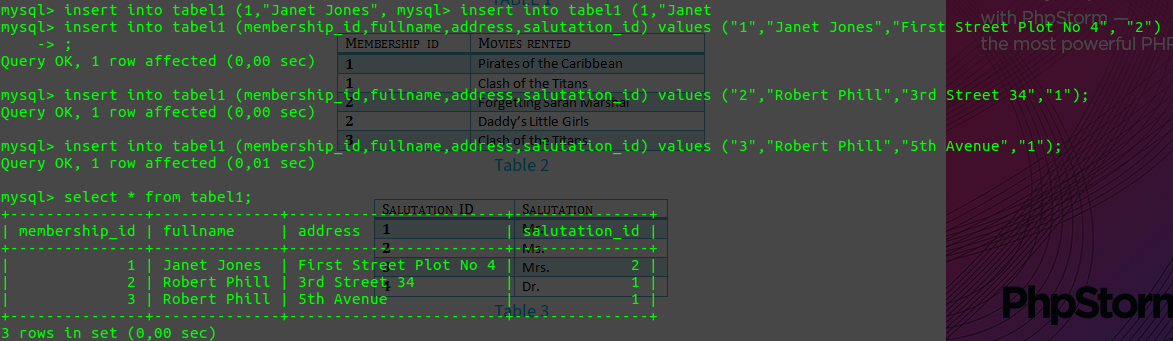 TABLE 1
mysql> insert into tabel1 (1,"Janet Jones", mysql> insert into tabel1 (1,"Janet
mysql> insert into tabel1 (membership_id,fullname,address,salutation_id) values ("1","Janet Jones","First Street Plot No 4", "2")
    -> ;
Query OK, 1 row affected (0,00 sec)

mysql> insert into tabel1 (membership_id,fullname,address,salutation_id) values ("2","Robert Phill","3rd Street 34","1");
Query OK, 1 row affected (0,00 sec)

mysql> insert into tabel1 (membership_id,fullname,address,salutation_id) values ("3","Robert Phill","5th Avenue","1");
Query OK, 1 row affected (0,01 sec)

mysql> select * from tabel1;
+---------------+--------------+------------------------+---------------+
| membership_id | fullname     | address                | salutation_id |
+---------------+--------------+------------------------+---------------+
|             1 | Janet Jones  | First Street Plot No 4 |             2 |
|             2 | Robert Phill | 3rd Street 34          |             1 |
|             3 | Robert Phill | 5th Avenue             |             1 |
+---------------+--------------+------------------------+---------------+
3 rows in set (0,00 sec)
MEMBERSHIP ID MOVIES RENTED
1 Pirates of the Caribbean
1 Clash of the Titans
2 Forgetting Sarah Marshal
2 Daddy's Little Girls
3 Clash of the Titans
Table 2
SALUTATION ID SALUTATION
1 Mr.
2 Ms.
3 Mrs.
4 Dr.
Table 3
with PhpStorm —
the most powerful PHP
PhpStorm